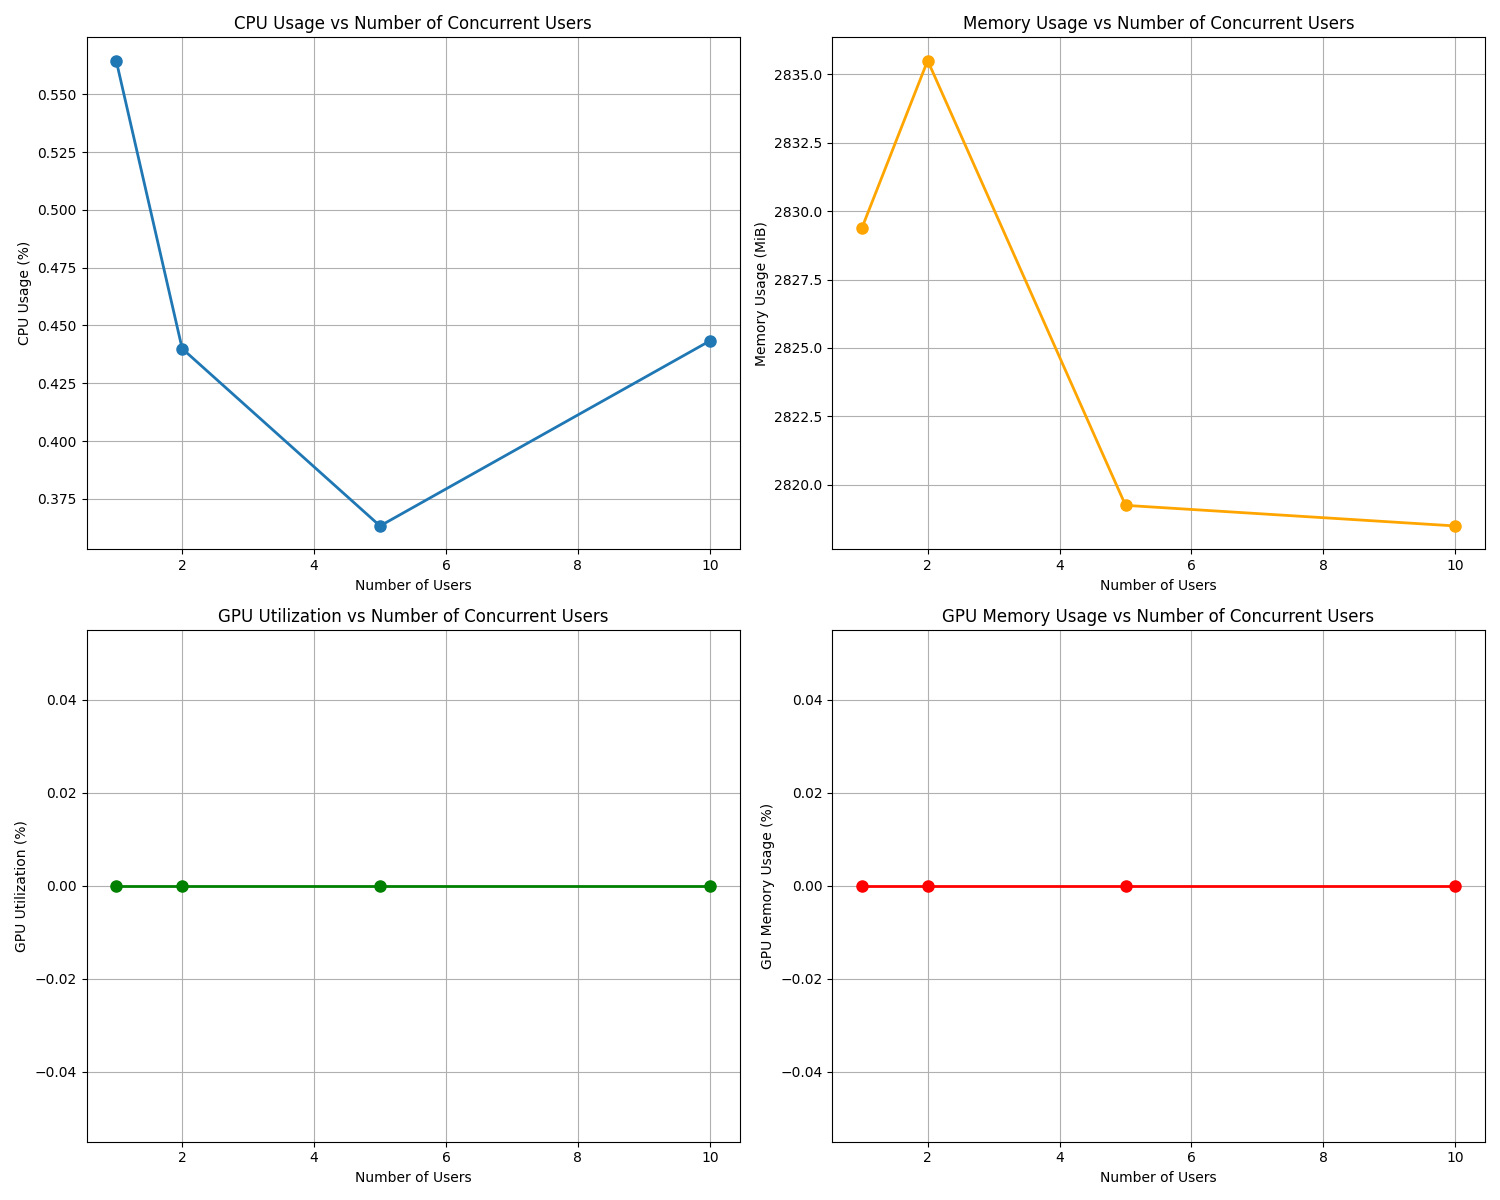 CPU Usage vs Number of Concurrent Users
CPU Usage (%)
0.550
0.525
0.500
0.475
0.450
0.425
0.400
0.375
2 4 6 8 10
Number of Users
Memory Usage vs Number of Concurrent Users
Memory Usage (MiB)
2835.0
2832.5
2830.0
2827.5
2825.0
2822.5
2820.0
2 4 6 8 10
Number of Users
GPU Utilization vs Number of Concurrent Users
GPU Utilization (%)
0.04
0.02
0.00
−0.02
−0.04
2 4 6 8 10
Number of Users
GPU Memory Usage vs Number of Concurrent Users
GPU Memory Usage (%)
0.04
0.02
0.00
−0.02
−0.04
2 4 6 8 10
Number of Users